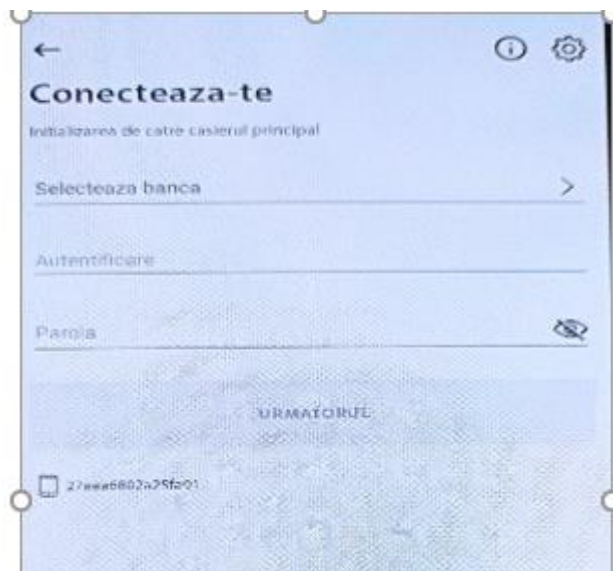 Conecteaza-te
Initializarea de catre casierul principal
Selecteaza banca
Autentificare
Parola
URMATORUL